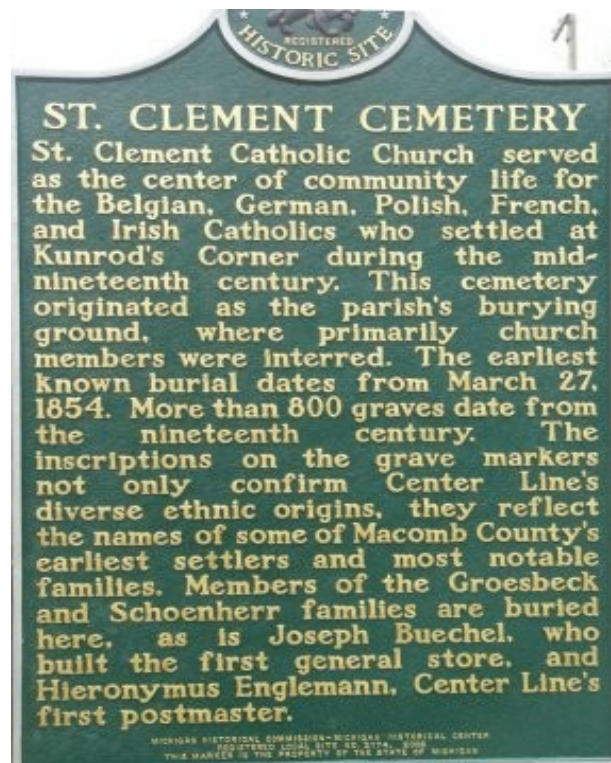 REGISTERED
HISTORIC SITE
ST. CLEMENT CEMETERY
St. Clement Catholic Church served
as the center of community life for
the Belgian, German, Polish, French,
and Irish Catholics who settled at
Kunrod's Corner during the mid-
nineteenth century. This cemetery
originated as the parish's burying
ground, where primarily church
members were interred. The earliest
known burial dates from March 27,
1854. More than 800 graves date from
the nineteenth century. The
inscriptions on the grave markers
not only confirm Center Line's
diverse ethnic origins, they reflect
the names of some of Macomb County's
earliest settlers and most notable
families. Members of the Groesbeck
and Schoenherr families are buried
here, as is Joseph Buechel, who
built the first general store, and
Hieronymus Englemann, Center Line's
first postmaster.
MICHIGAN HISTORICAL COMMISSION-MICHIGAN HISTORICAL CENTER
REGISTERED LOCAL SITE NO. 2174,
THIS MARKER IS THE PROPERTY OF THE STATE OF MICHIGAN